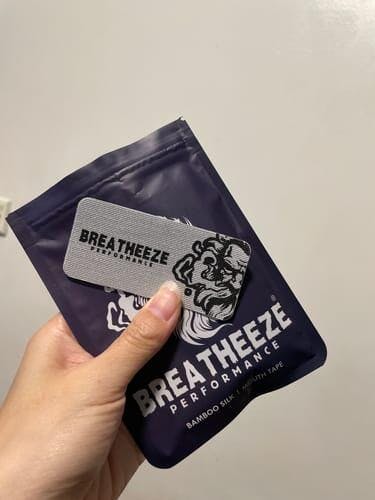 BREATHEEZE
PERFORMANCE
BREATHEEZE®
PERFORMANCE
BAMBOO SILK | MOUTH TAPE